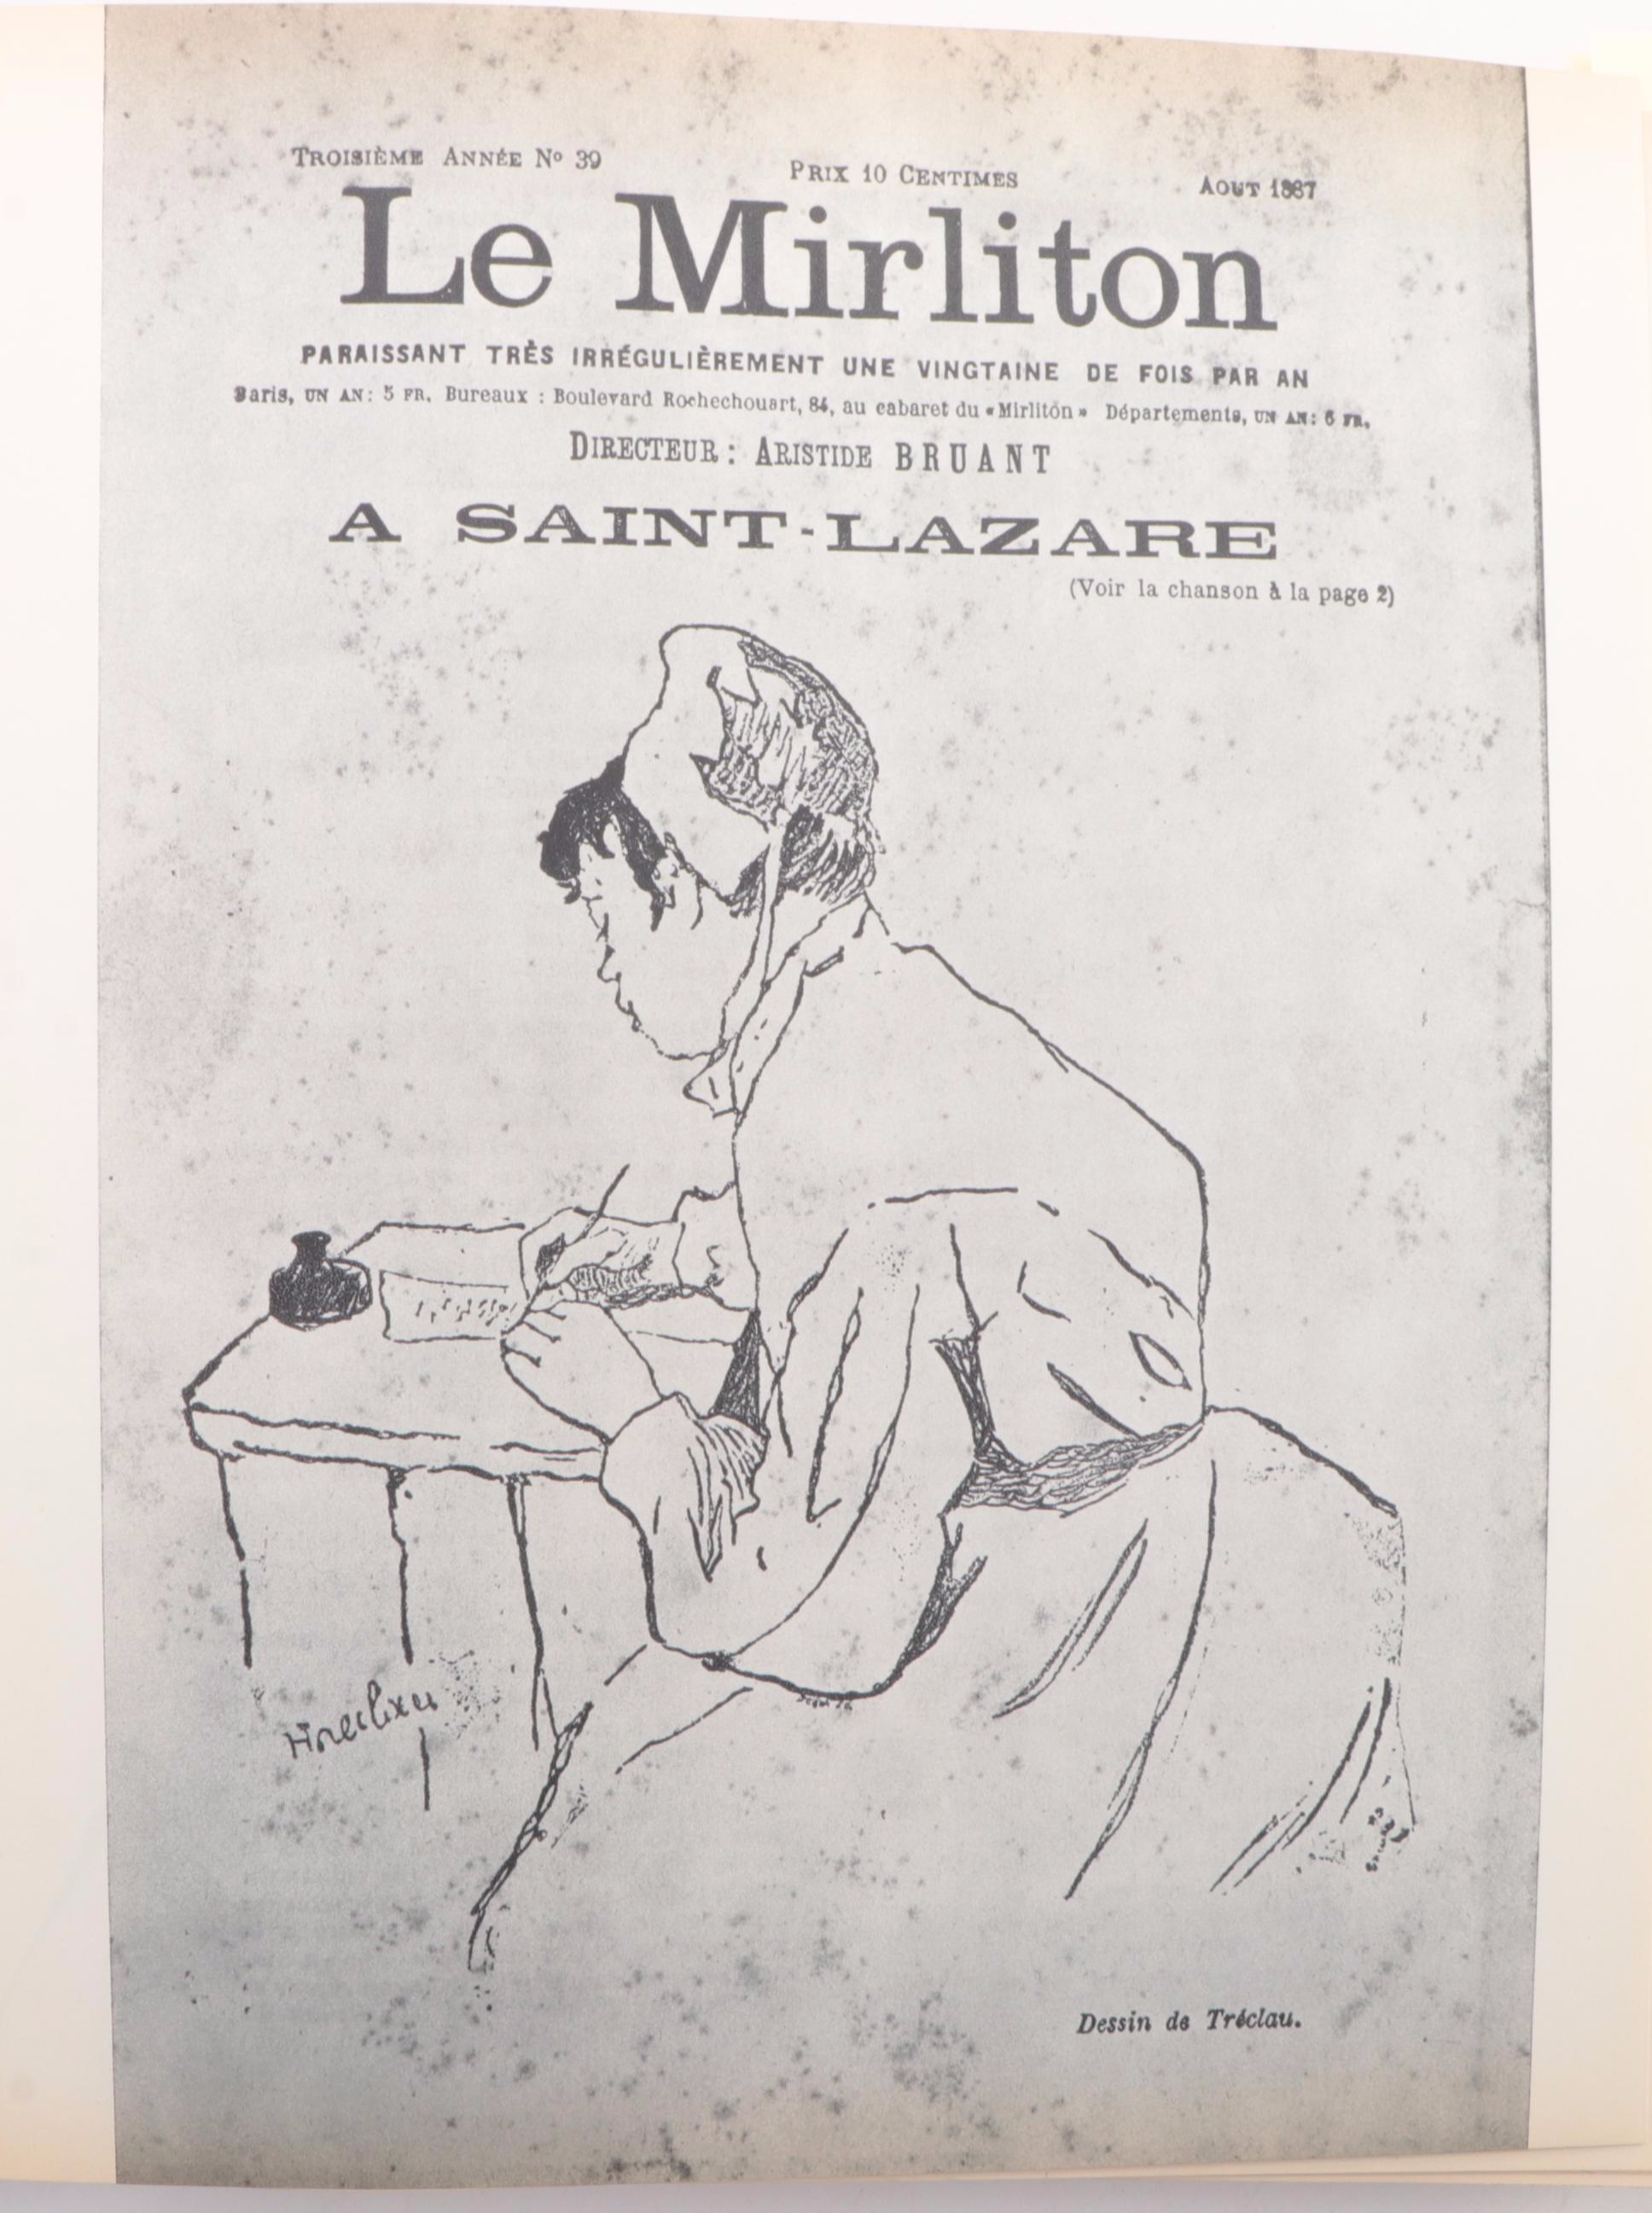 TROISIÈME ANNÉE Nº 39 PRIX 10 CENTIMES AOUT 1887
Le Mirliton
PARAISSANT TRÈS IRRÉGULIÈREMENT UNE VINGTAINE DE FOIS PAR AN
Paris, UN AN: 5 FR. Bureaux : Boulevard Rochechouart, 84, au cabaret du «Mirliton» Départements, UN AN: 6 FR.
DIRECTEUR : ARISTIDE BRUANT
A SAINT-LAZARE
(Voir la chanson à la page 2)
Dessin de Tréclau.